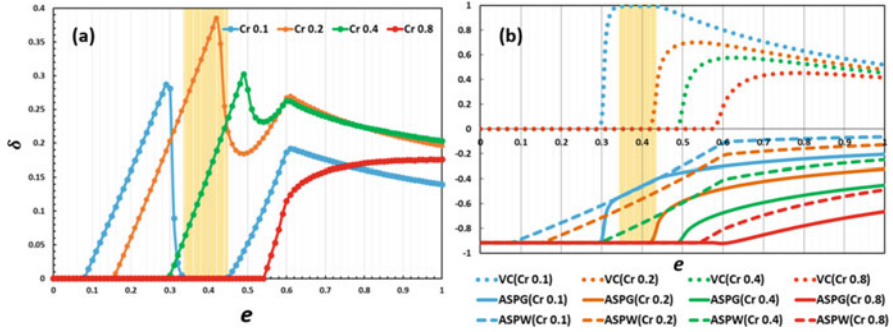 (a)
Cr 0.1 Cr 0.2 Cr 0.4 Cr 0.8
0.4
0.35
0.3
0.25
0.2
0.15
0.1
0.05
0
δ
0 0.1 0.2 0.3 0.4 0.5 0.6 0.7 0.8 0.9 1
e
(b)
1
0.8
0.6
0.4
0.2
0
-0.2
-0.4
-0.6
-0.8
-1
0 0.1 0.2 0.3 0.4 0.5 0.6 0.7 0.8 0.9 1
e
VC(Cr 0.1) VC(Cr 0.2) VC(Cr 0.4) VC(Cr 0.8)
ASPG(Cr 0.1) ASPG(Cr 0.2) ASPG(Cr 0.4) ASPG(Cr 0.8)
ASPW(Cr 0.1) ASPW(Cr 0.2) ASPW(Cr 0.4) ASPW(Cr 0.8)